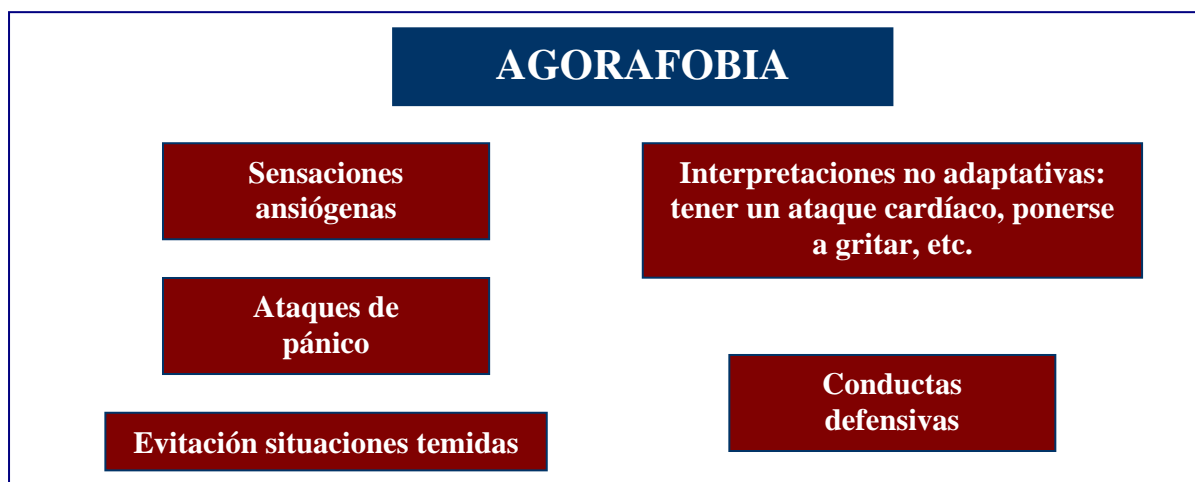 AGORAFOBIA
Sensaciones
ansiógenas
Ataques de
pánico
Evitación situaciones temidas
Interpretaciones no adaptativas:
tener un ataque cardíaco, ponerse
a gritar, etc.
Conductas
defensivas